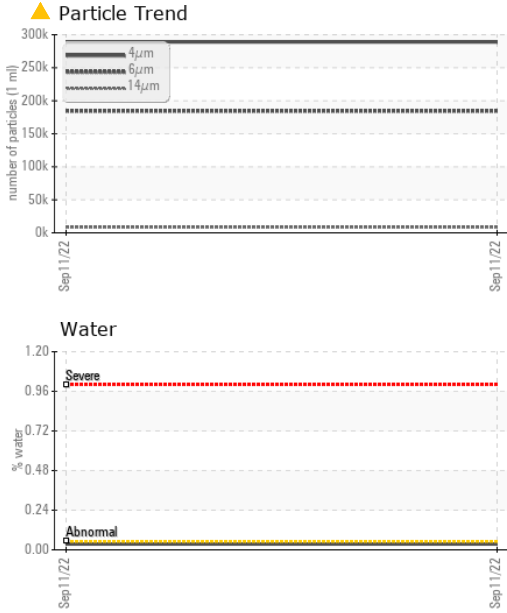 Particle Trend
300k
250k
200k
150k
100k
50k
0k
number of particles (1 ml)
4µm
6µm
14µm
Sep11/22
Sep11/22
Water
1.20
0.96
0.72
0.48
0.24
0.00
% water
Severe
Abnormal
Sep11/22
Sep11/22